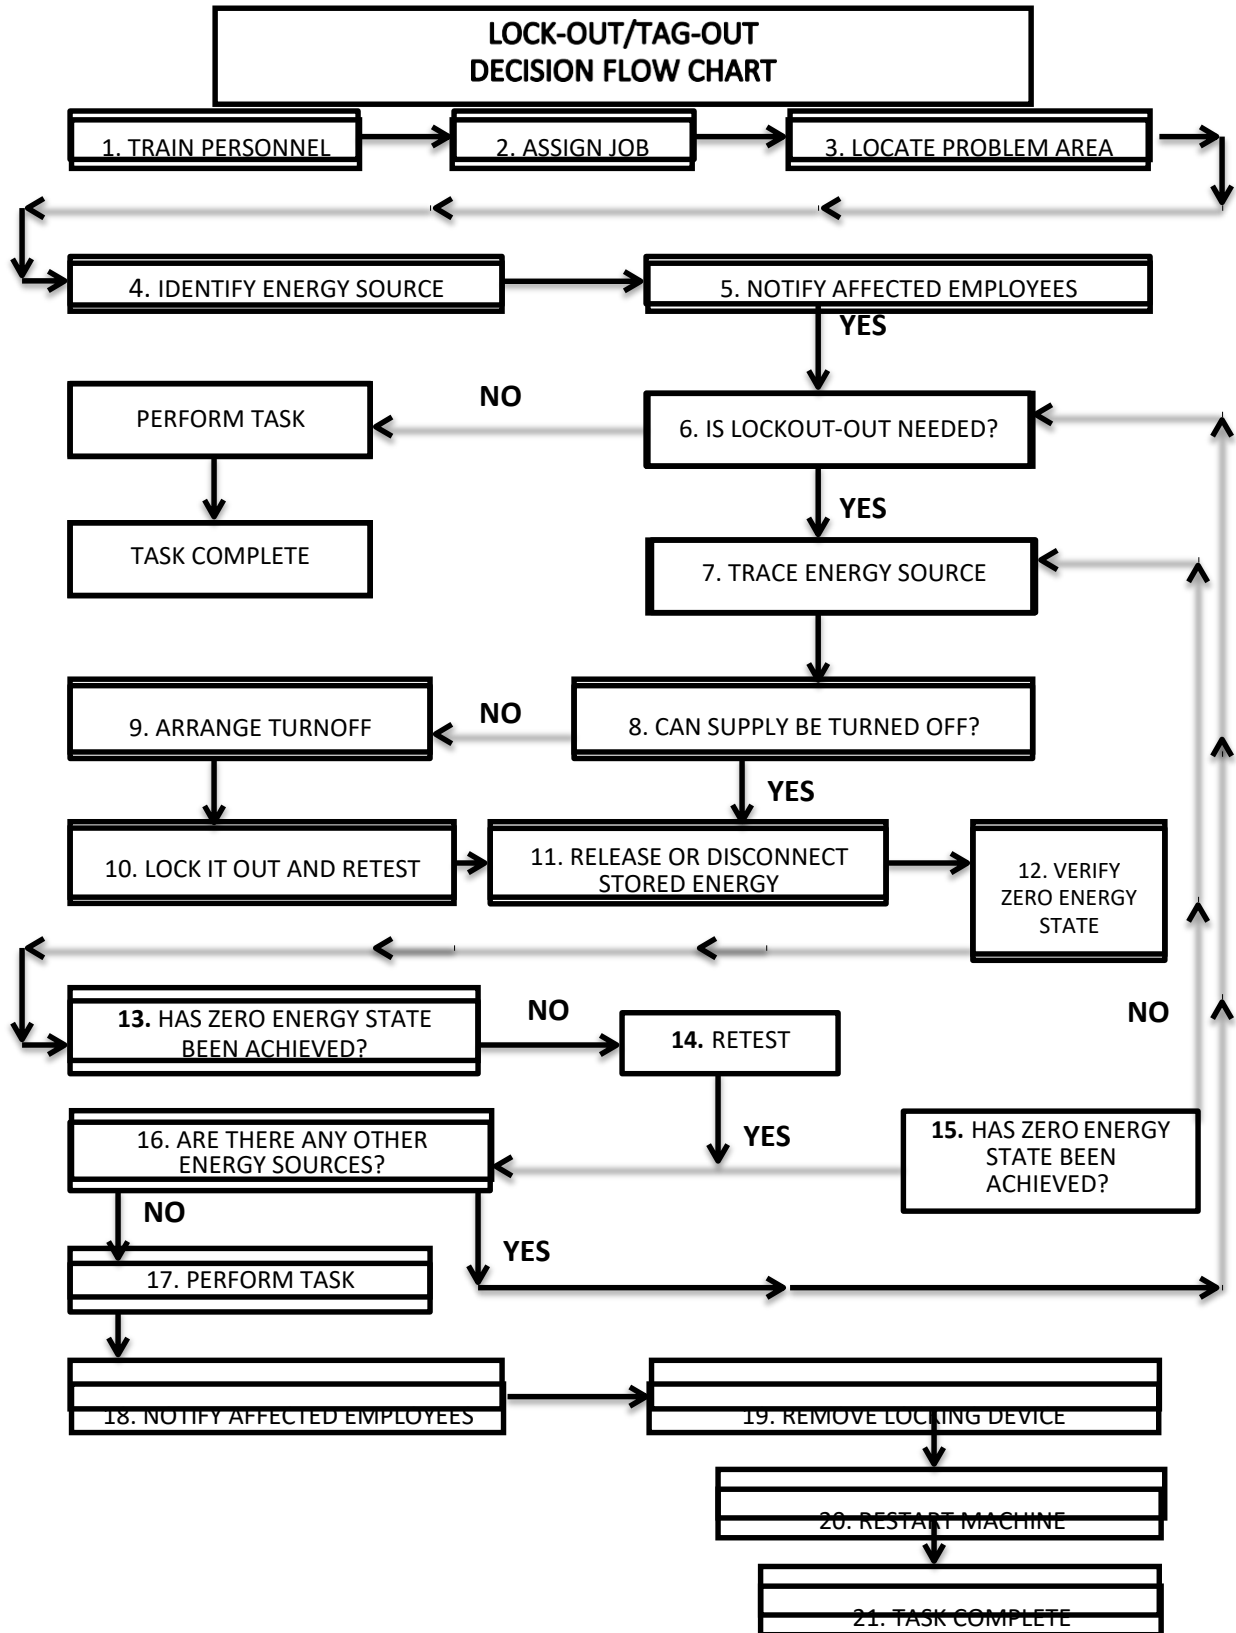 LOCK-OUT/TAG-OUT
DECISION FLOW CHART
1. TRAIN PERSONNEL
2. ASSIGN JOB
3. LOCATE PROBLEM AREA
4. IDENTIFY ENERGY SOURCE
5. NOTIFY AFFECTED EMPLOYEES
YES
NO
PERFORM TASK
6. IS LOCKOUT-OUT NEEDED?
YES
TASK COMPLETE
7. TRACE ENERGY SOURCE
9. ARRANGE TURNOFF
NO
8. CAN SUPPLY BE TURNED OFF?
YES
10. LOCK IT OUT AND RETEST
11. RELEASE OR DISCONNECT
STORED ENERGY
12. VERIFY
ZERO ENERGY
STATE
13. HAS ZERO ENERGY STATE
BEEN ACHIEVED?
NO
14. RETEST
NO
16. ARE THERE ANY OTHER
ENERGY SOURCES?
YES
15. HAS ZERO ENERGY
STATE BEEN
ACHIEVED?
NO
YES
17. PERFORM TASK
18. NOTIFY AFFECTED EMPLOYEES
19. REMOVE LOCKING DEVICE
20. RESTART MACHINE
21. TASK COMPLETE